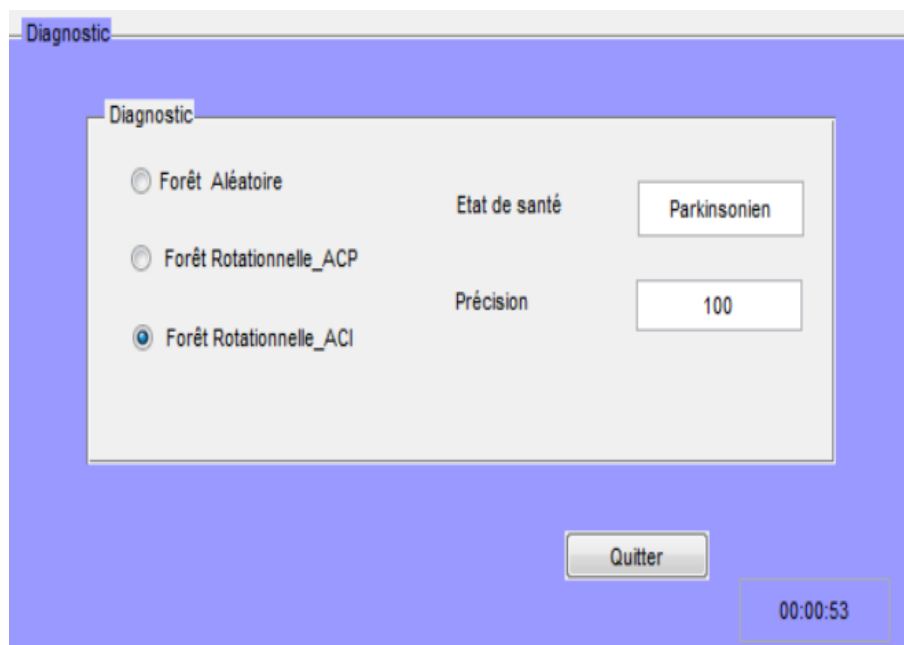 Diagnostic
Diagnostic
Forêt Aléatoire
Etat de santé
Parkinsonien
Forêt Rotationnelle_ACP
Précision
100
Forêt Rotationnelle_ACI
Quitter
00:00:53